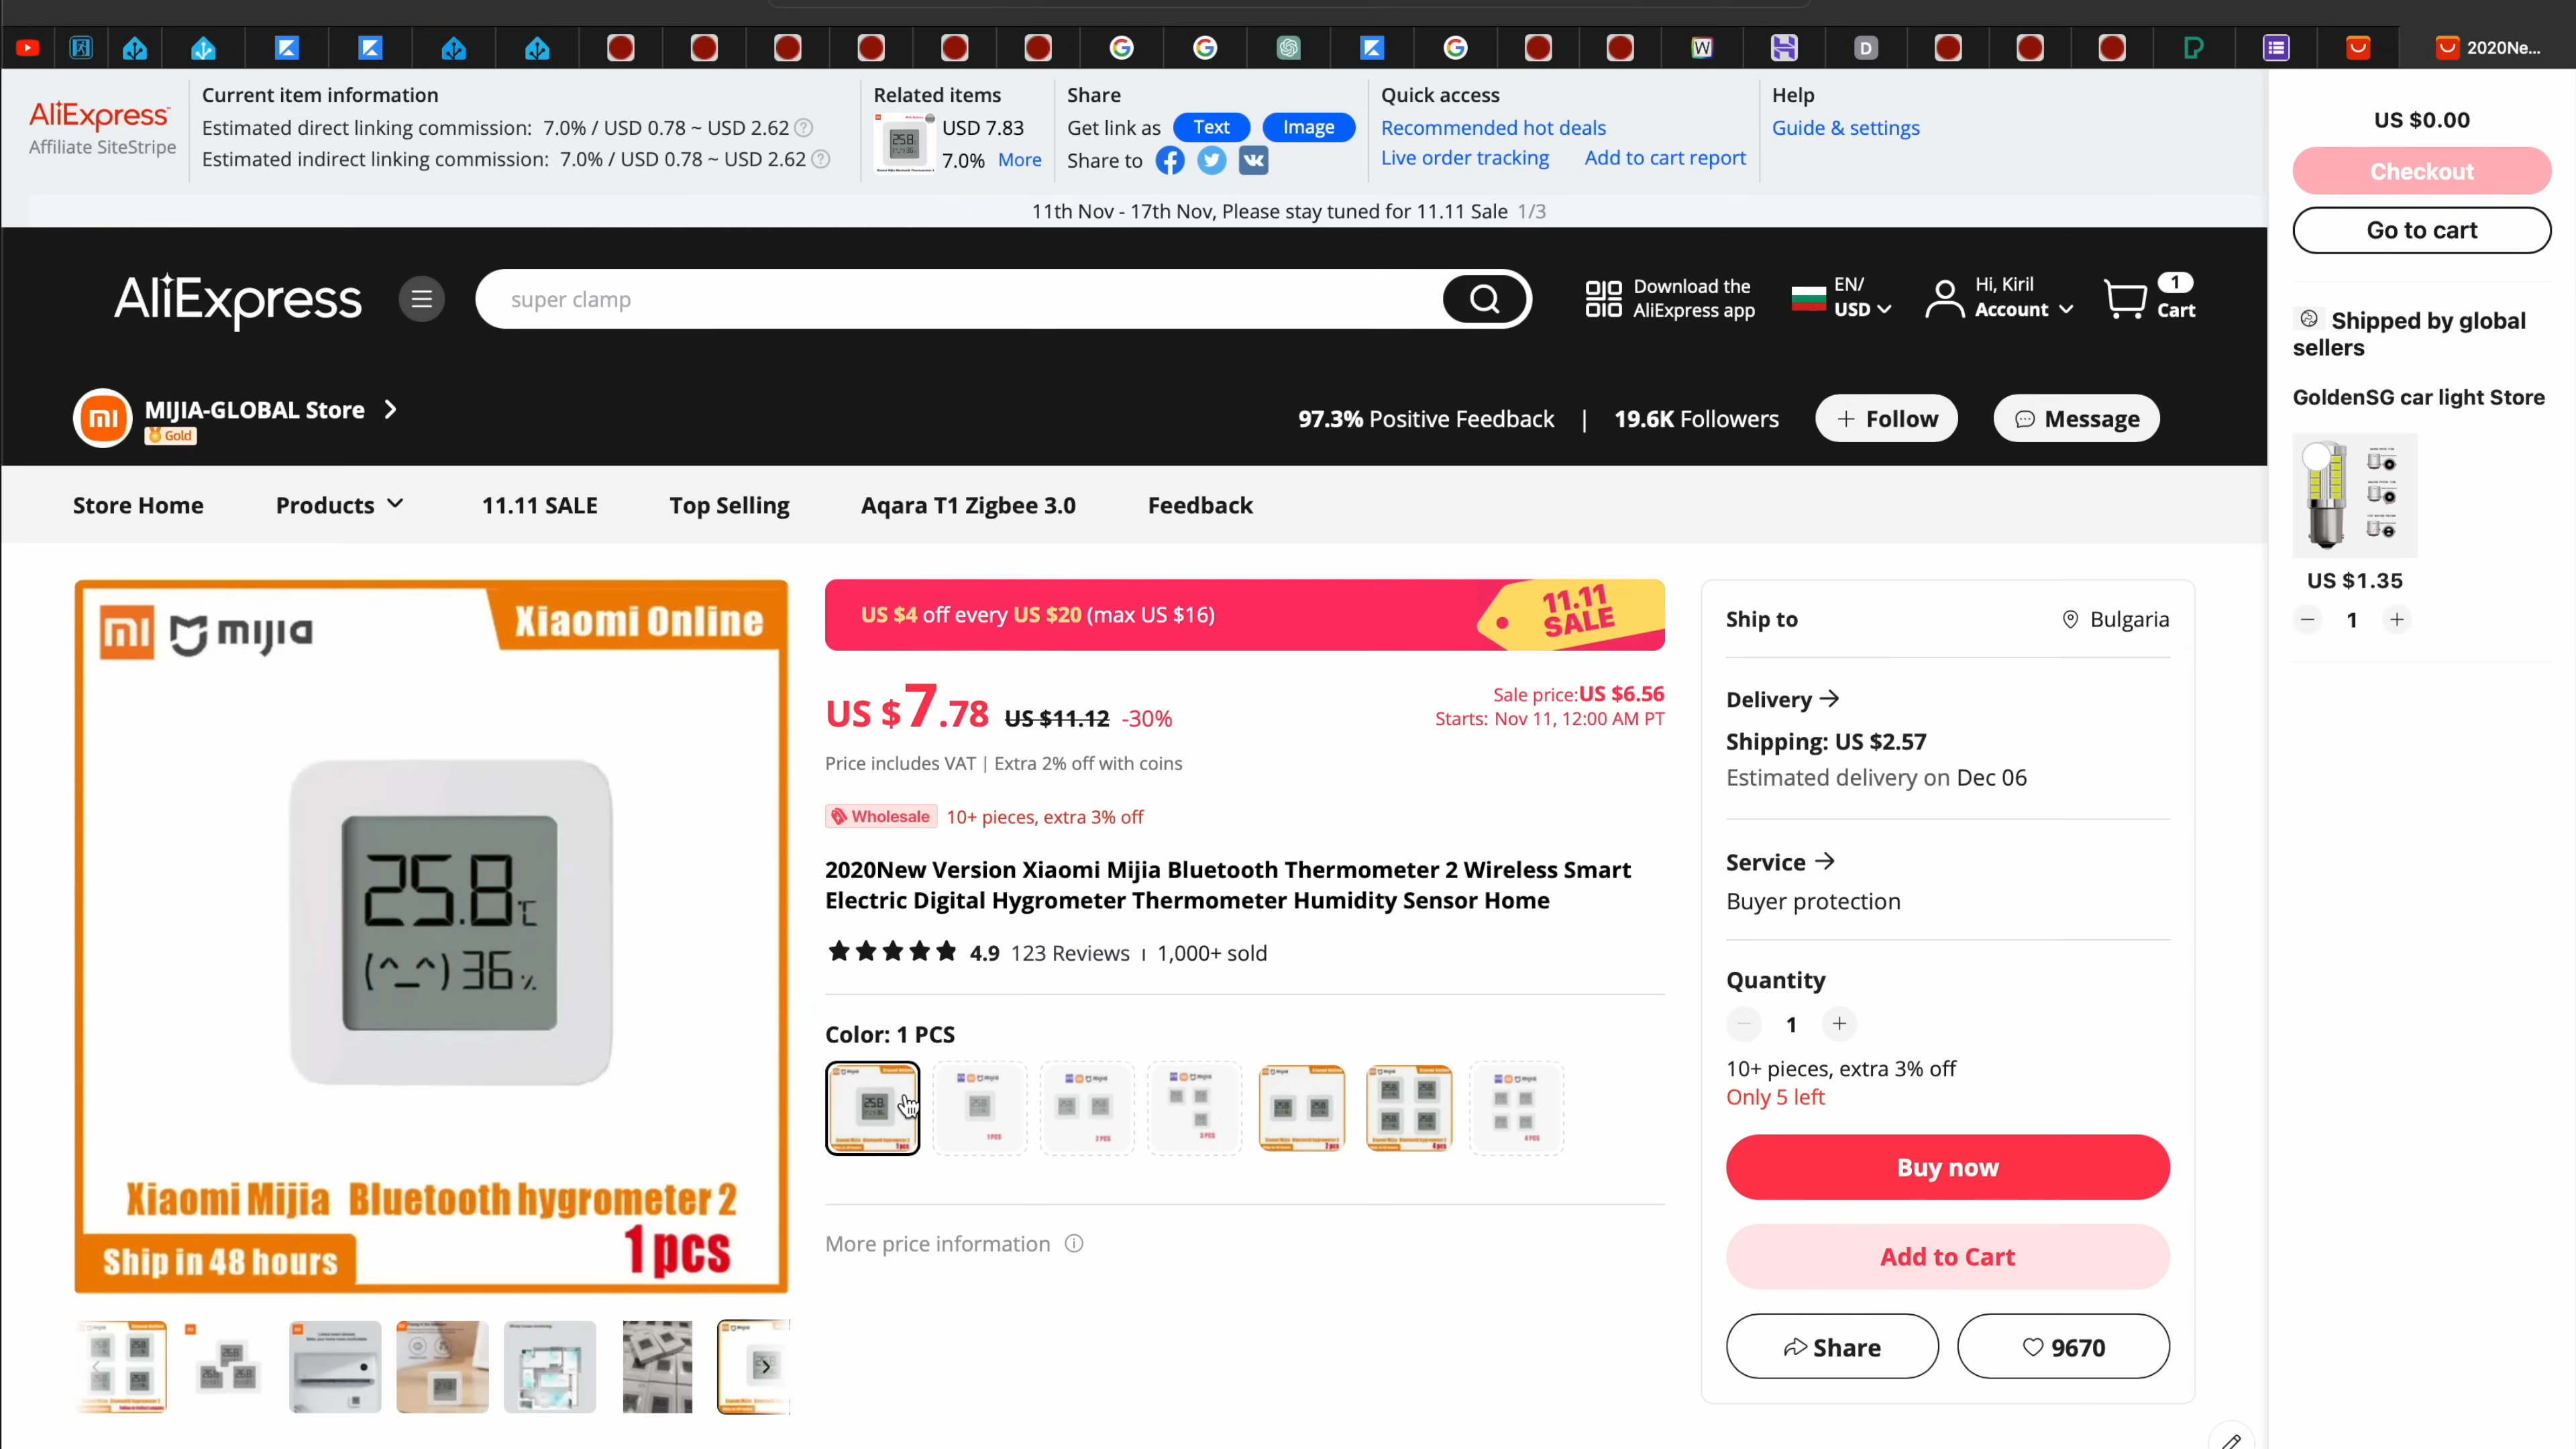 2020Ne...
AliExpress
Affiliate SiteStripe
Current item information
Estimated direct linking commission: 7.0% / USD 0.78 ~ USD 2.62
Estimated indirect linking commission: 7.0% / USD 0.78 ~ USD 2.62
Related items
USD 7.83
7.0% More
Share
Get link as Text Image
Share to
Quick access
Recommended hot deals
Live order tracking Add to cart report
Help
Guide & settings
11th Nov - 17th Nov, Please stay tuned for 11.11 Sale 1/3
AliExpress
super clamp
Download the
AliExpress app
EN/
USD
Hi, Kiril
Account
1
Cart
MIJIA-GLOBAL Store
Gold
97.3% Positive Feedback | 19.6K Followers
+ Follow
Message
Store Home Products 11.11 SALE Top Selling Aqara T1 Zigbee 3.0 Feedback
mi mijia
Xiaomi Online
25.8℃
(^_^) 36%
Xiaomi Mijia Bluetooth hygrometer 2
1pcs
Ship in 48 hours
US $4 off every US $20 (max US $16)
11.11
SALE
US $7.78 US $11.12 -30%
Sale price:US $6.56
Starts: Nov 11, 12:00 AM PT
Price includes VAT | Extra 2% off with coins
Wholesale 10+ pieces, extra 3% off
2020New Version Xiaomi Mijia Bluetooth Thermometer 2 Wireless Smart
Electric Digital Hygrometer Thermometer Humidity Sensor Home
4.9 123 Reviews | 1,000+ sold
Color: 1 PCS
1 PCS
2 PCS
3 PCS
4 PCS
More price information
Ship to Bulgaria
Delivery
Shipping: US $2.57
Estimated delivery on Dec 06
Service
Buyer protection
Quantity
1
10+ pieces, extra 3% off
Only 5 left
Buy now
Add to Cart
Share
9670
US $0.00
Checkout
Go to cart
Shipped by global
sellers
GoldenSG car light Store
US $1.35
1